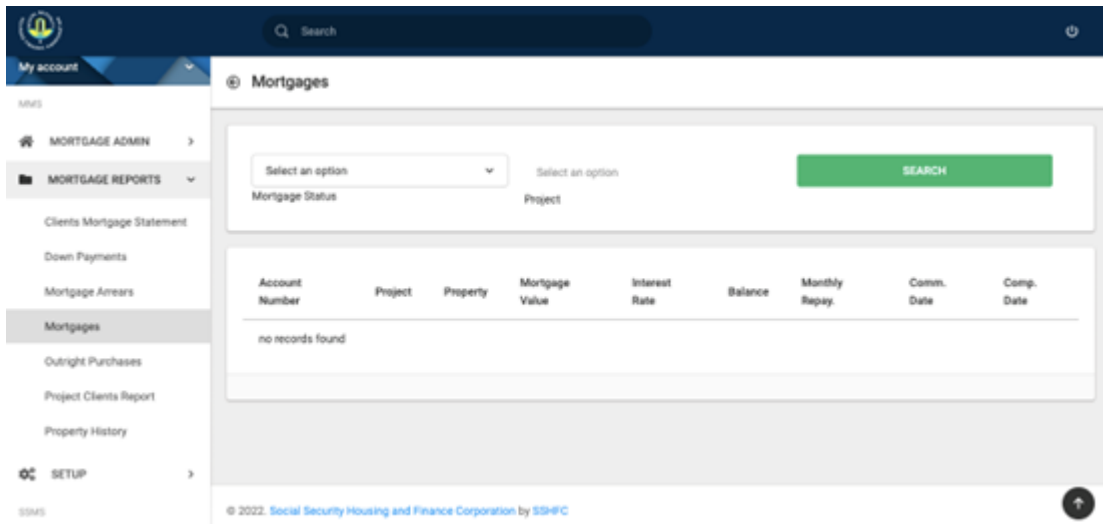 Search
My account
Mortgages
MMS
MORTGAGE ADMIN
MORTGAGE REPORTS
Clients Mortgage Statement
Down Payments
Mortgage Arrears
Mortgages
Outright Purchases
Project Clients Report
Property History
SETUP
SSMS
Select an option
Mortgage Status
Select an option
Project
SEARCH
Account Number Project Property Mortgage Value Interest Rate Balance Monthly Repay. Comm. Date Comp. Date
no records found
© 2022. Social Security Housing and Finance Corporation by SSHFC